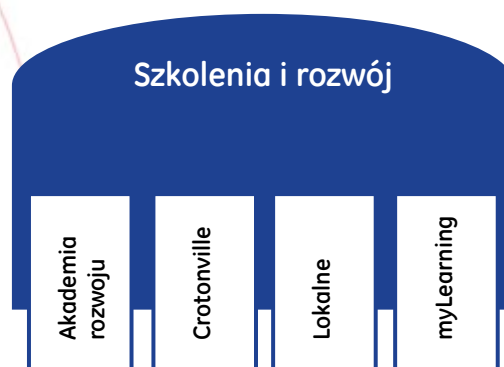 Szkolenia i rozwój
Akademia
rozwoju
Crotonville
Lokalne
myLearning